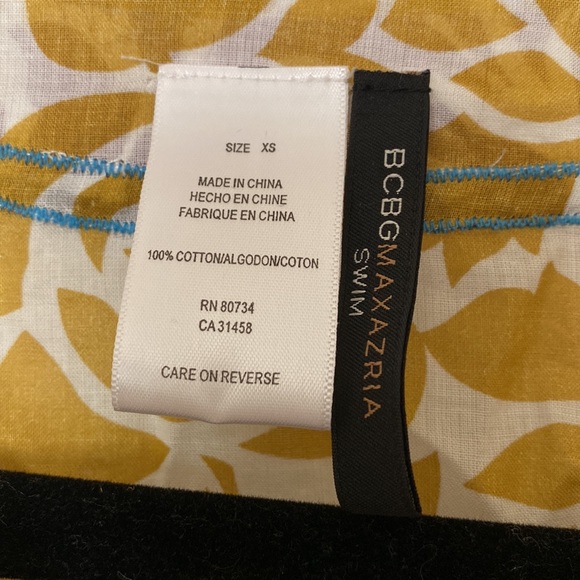 SIZE XS
MADE IN CHINA
HECHO EN CHINE
FABRIQUE EN CHINA
100% COTTON/ALGODON/COTON
RN 80734
CA 31458
CARE ON REVERSE
BCBGMAXAZRIA
SWIM